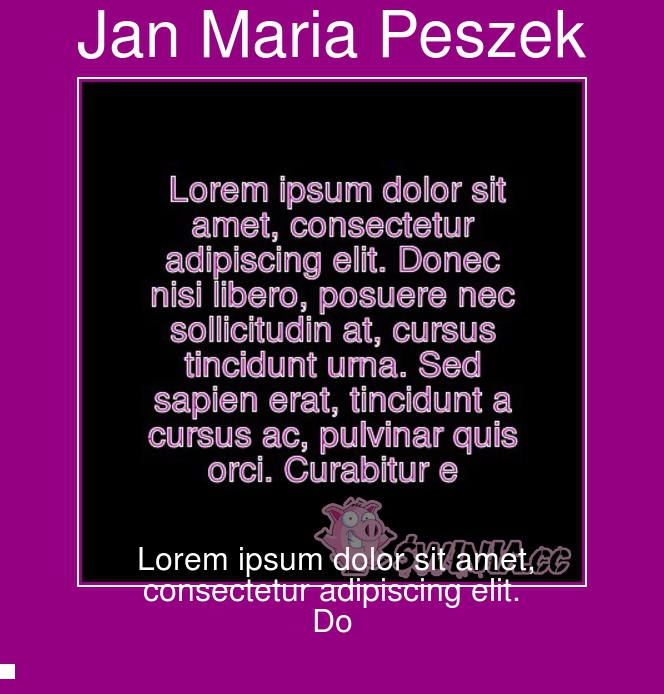 Jan Maria Peszek
Lorem ipsum dolor sit
amet, consectetur
adipiscing elit. Donec
nisi libero, posuere nec
sollicitudin at, cursus
tincidunt urna. Sed
sapien erat, tincidunt a
cursus ac, pulvinar quis
orci. Curabitur e
ŚWINIA.cc
Lorem ipsum dolor sit amet,
consectetur adipiscing elit.
Do